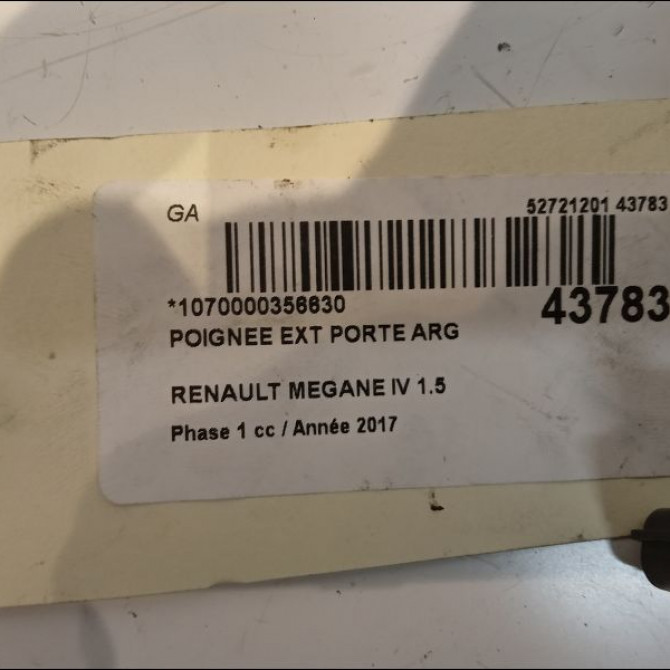 GA
52721201 43783
*1070000356630
43783
POIGNEE EXT PORTE ARG
RENAULT MEGANE IV 1.5
Phase 1 cc / Année 2017